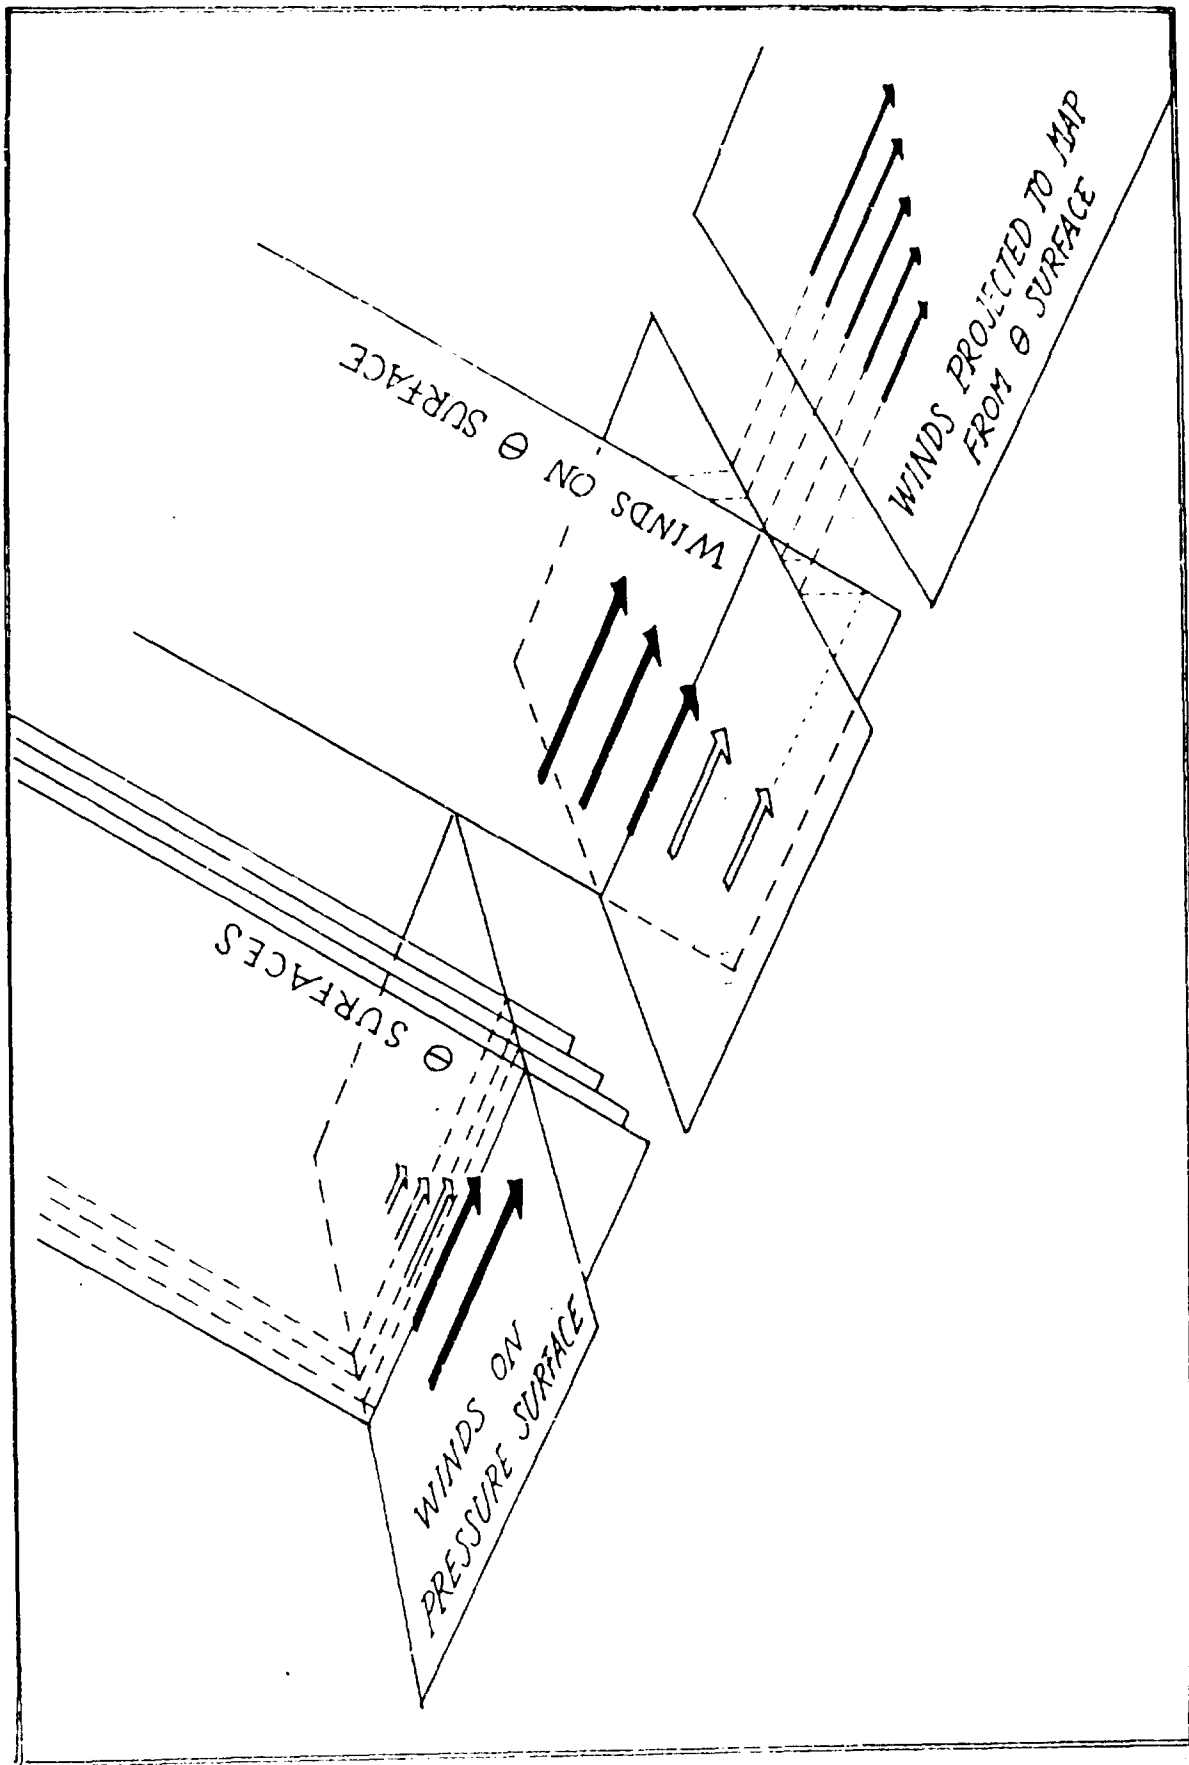 Θ SURFACES
WINDS ON
PRESSURE SURFACE
WINDS ON Θ SURFACE
WINDS PROJECTED TO MAP
FROM Θ SURFACE